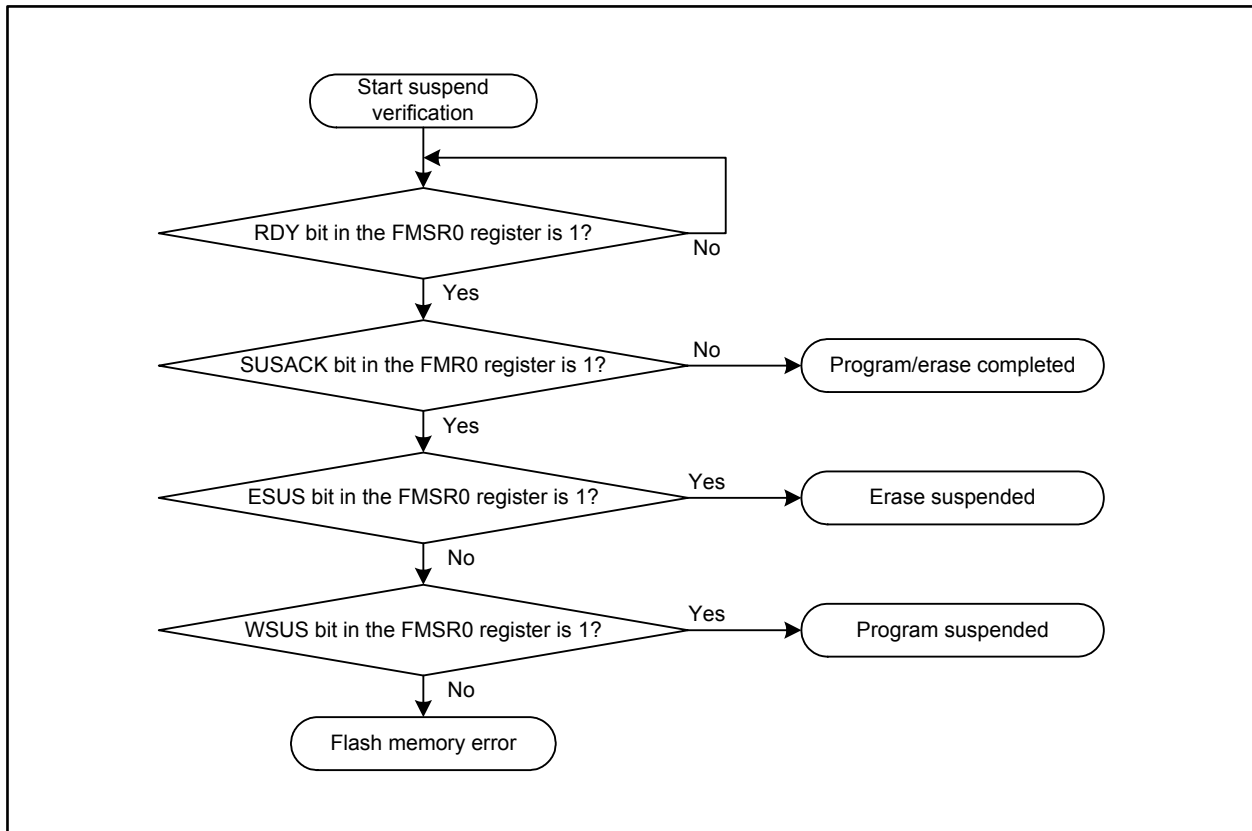 Start suspend
verification
RDY bit in the FMSR0 register is 1?
No
Yes
SUSACK bit in the FMR0 register is 1?
No
Program/erase completed
Yes
ESUS bit in the FMSR0 register is 1?
Yes
Erase suspended
No
WSUS bit in the FMSR0 register is 1?
Yes
Program suspended
No
Flash memory error